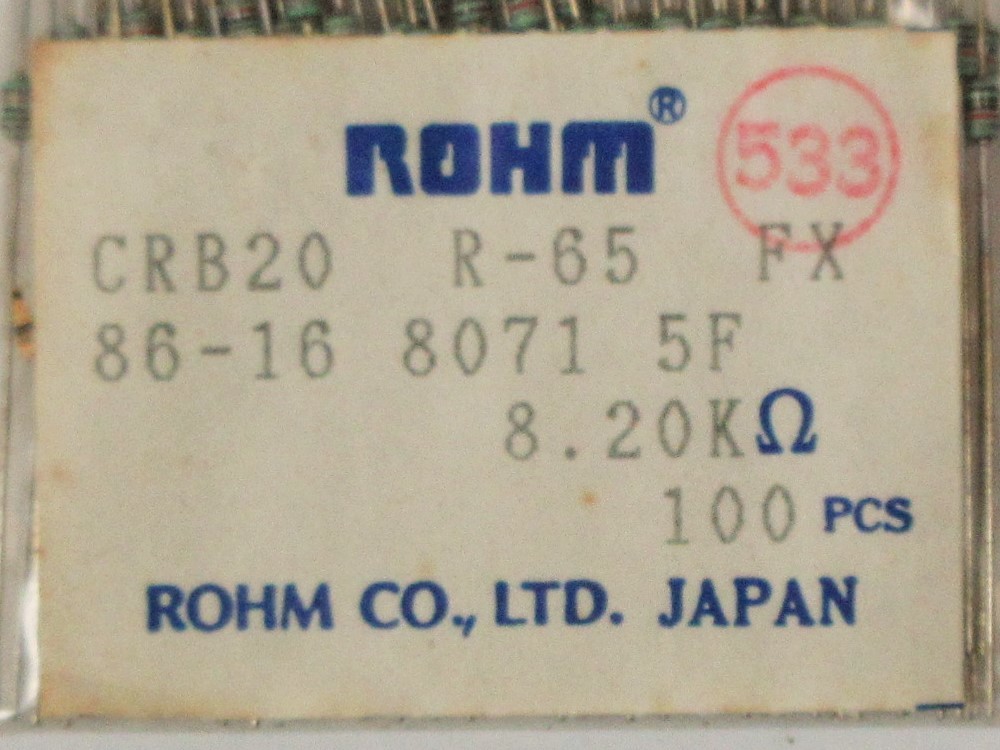 ROHM®
533
CRB20 R-65 FX
86-16 8071 5F
8.20KΩ
100 PCS
ROHM CO., LTD. JAPAN